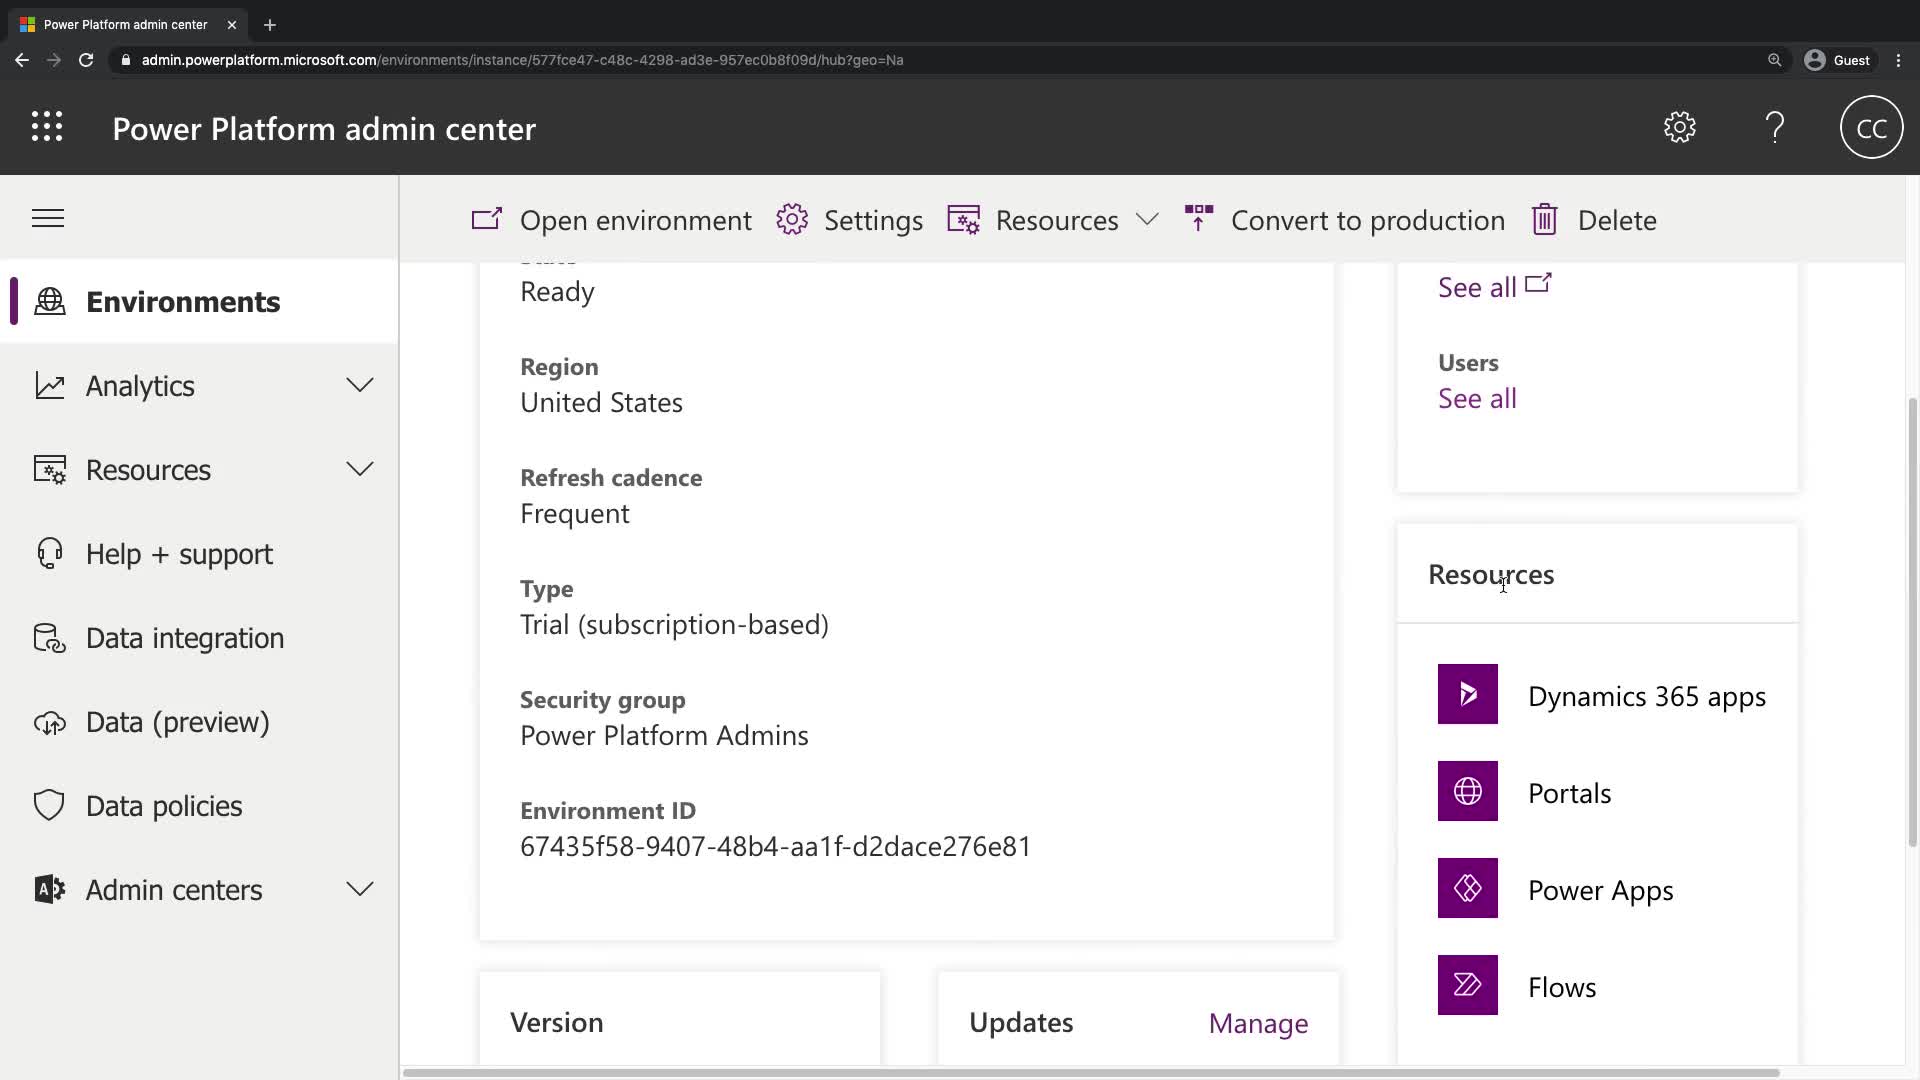 Power Platform admin center
admin.powerplatform.microsoft.com/environments/instance/577fce47-c48c-4298-ad3e-957ec0b8f09d/hub?geo=Na
Guest
Power Platform admin center
CC
Open environment
Settings
Resources
Convert to production
Delete
Environments
Analytics
Resources
Help + support
Data integration
Data (preview)
Data policies
Admin centers
Ready
Region
United States
Refresh cadence
Frequent
Type
Trial (subscription-based)
Security group
Power Platform Admins
Environment ID
67435f58-9407-48b4-aa1f-d2dace276e81
Version
Updates
Manage
See all
Users
See all
Resources
Dynamics 365 apps
Portals
Power Apps
Flows